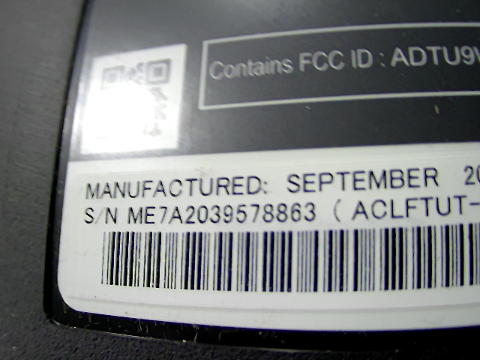 Contains FCC ID : ADTU9
MANUFACTURED: SEPTEMBER 20
S/N ME7A2039578863 ( ACLFTUT-